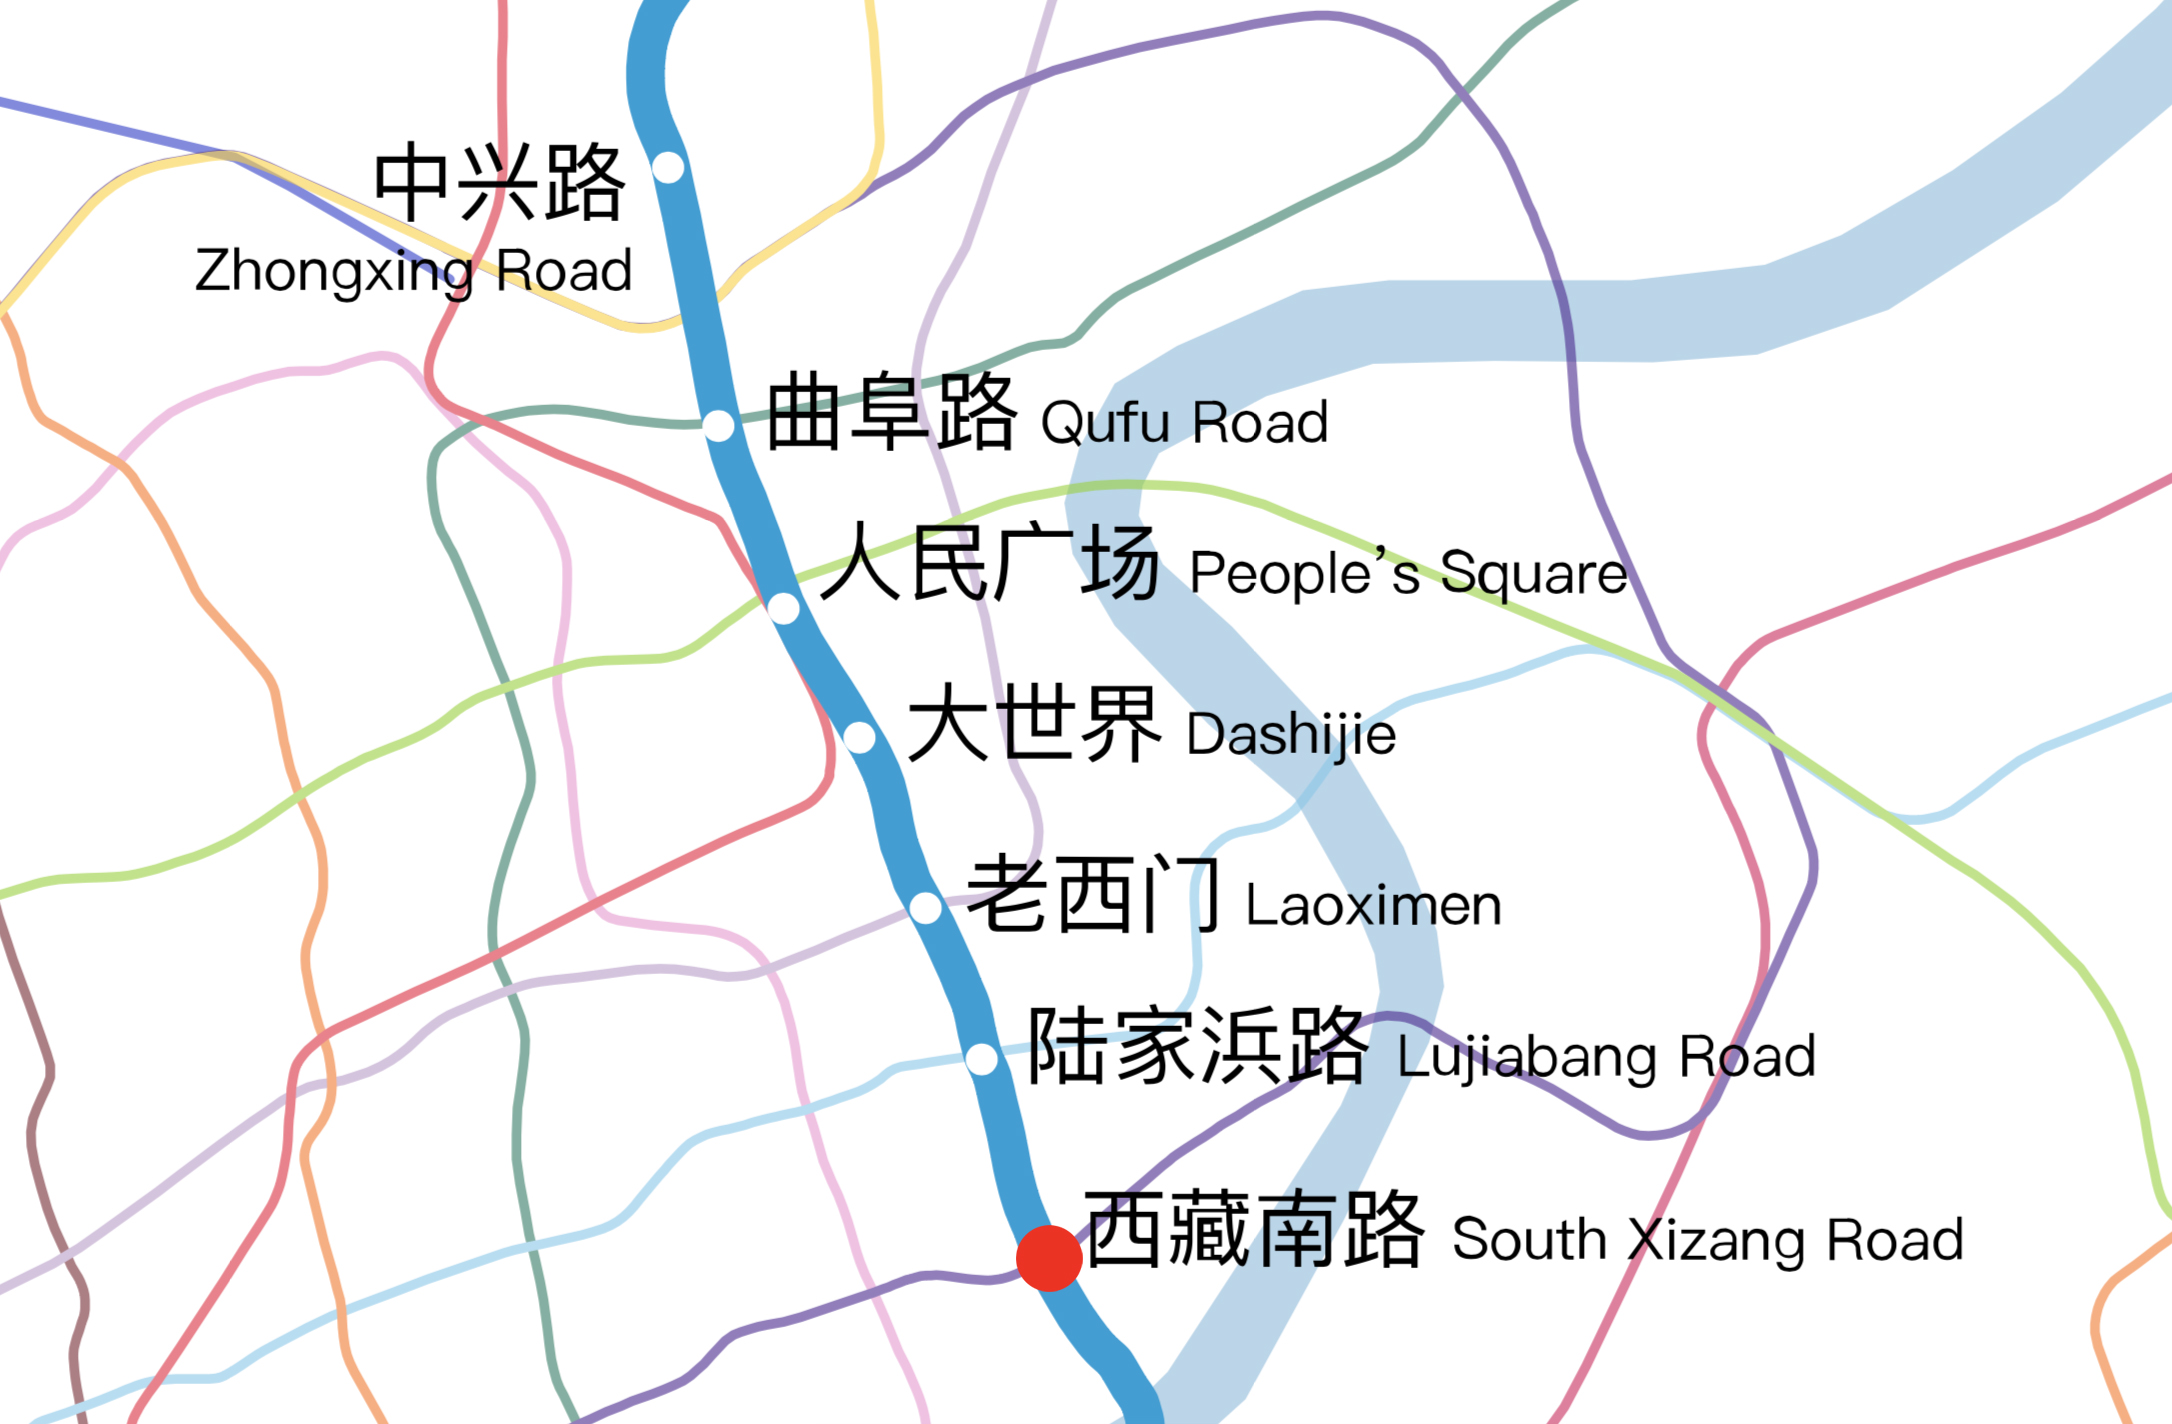 中兴路
Zhongxing Road
曲阜路 Qufu Road
人民广场 People’s Square
大世界 Dashijie
老西门 Laoximen
陆家浜路 Lujiabang Road
西藏南路 South Xizang Road